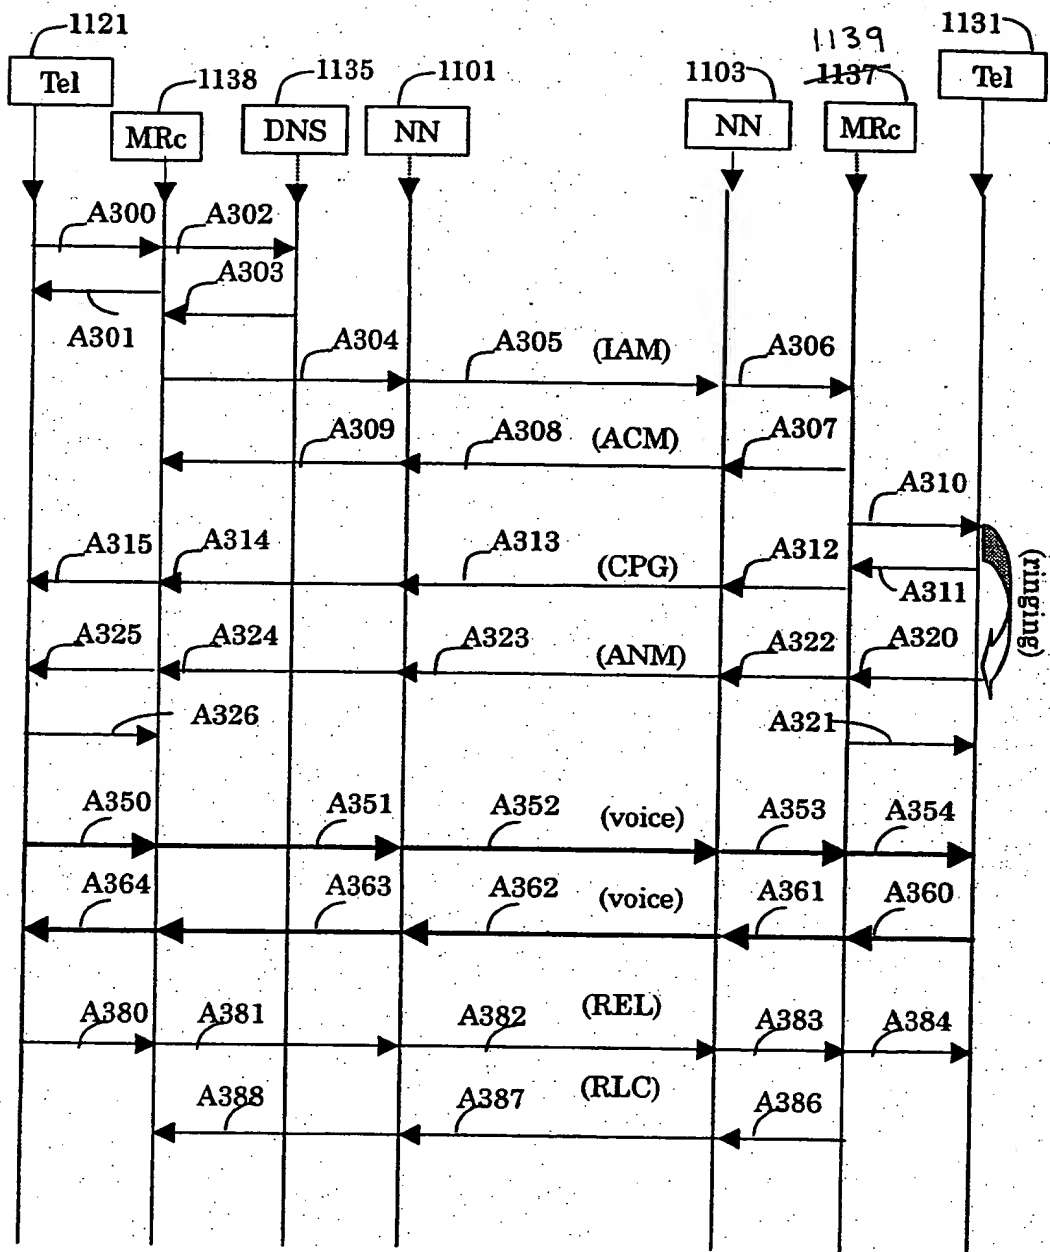 1121 1139 1131
1138 1135 1101 1103 1137
Tel MRc DNS NN NN MRc Tel
A300 A302
A303
A301
A304 A305 (IAM) A306
A309 A308 (ACM) A307
A310
A315 A314 A313 (CPG) A312
A311
(ringing)
A325 A324 A323 (ANM) A322 A320
A326 A321
A350 A351 A352 (voice) A353 A354
A364 A363 A362 (voice) A361 A360
A380 A381 A382 (REL) A383 A384
A388 A387 (RLC) A386